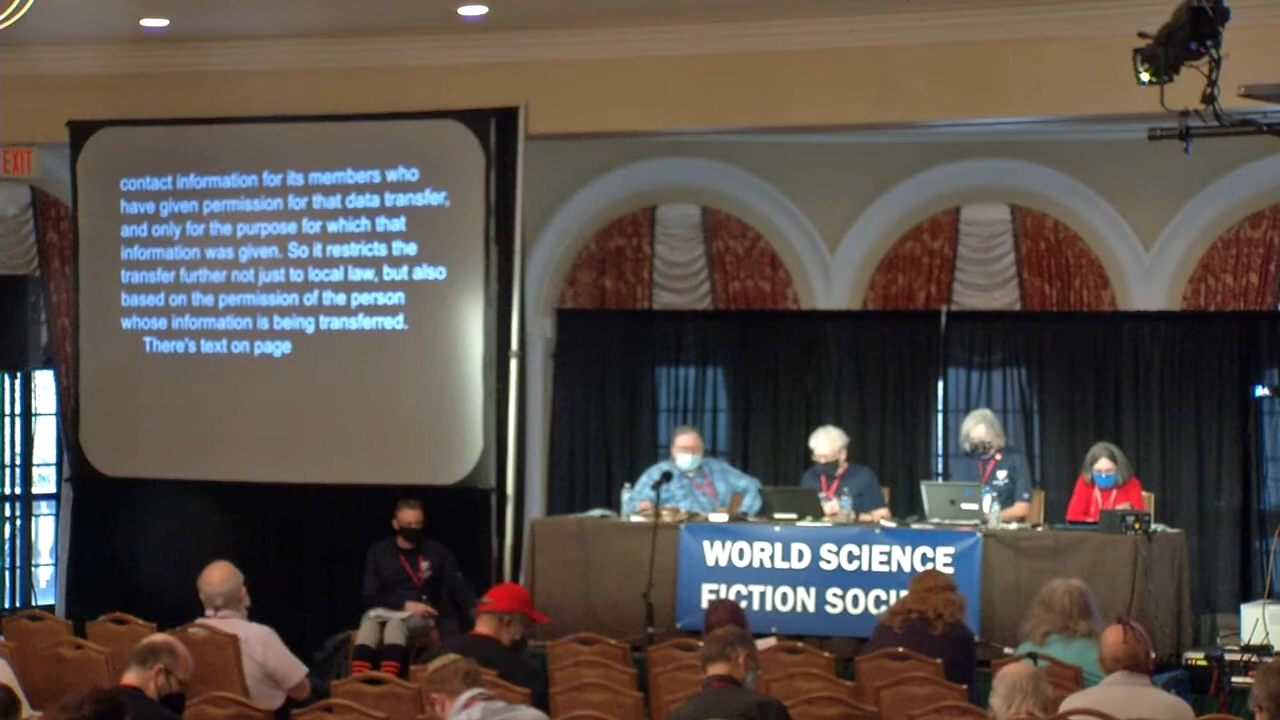 EXIT
contact information for its members who
have given permission for that data transfer,
and only for the purpose for which that
information was given. So it restricts the
transfer further not just to local law, but also
based on the permission of the person
whose information is being transferred.
There's text on page
WORLD SCIENCE
FICTION SOCI